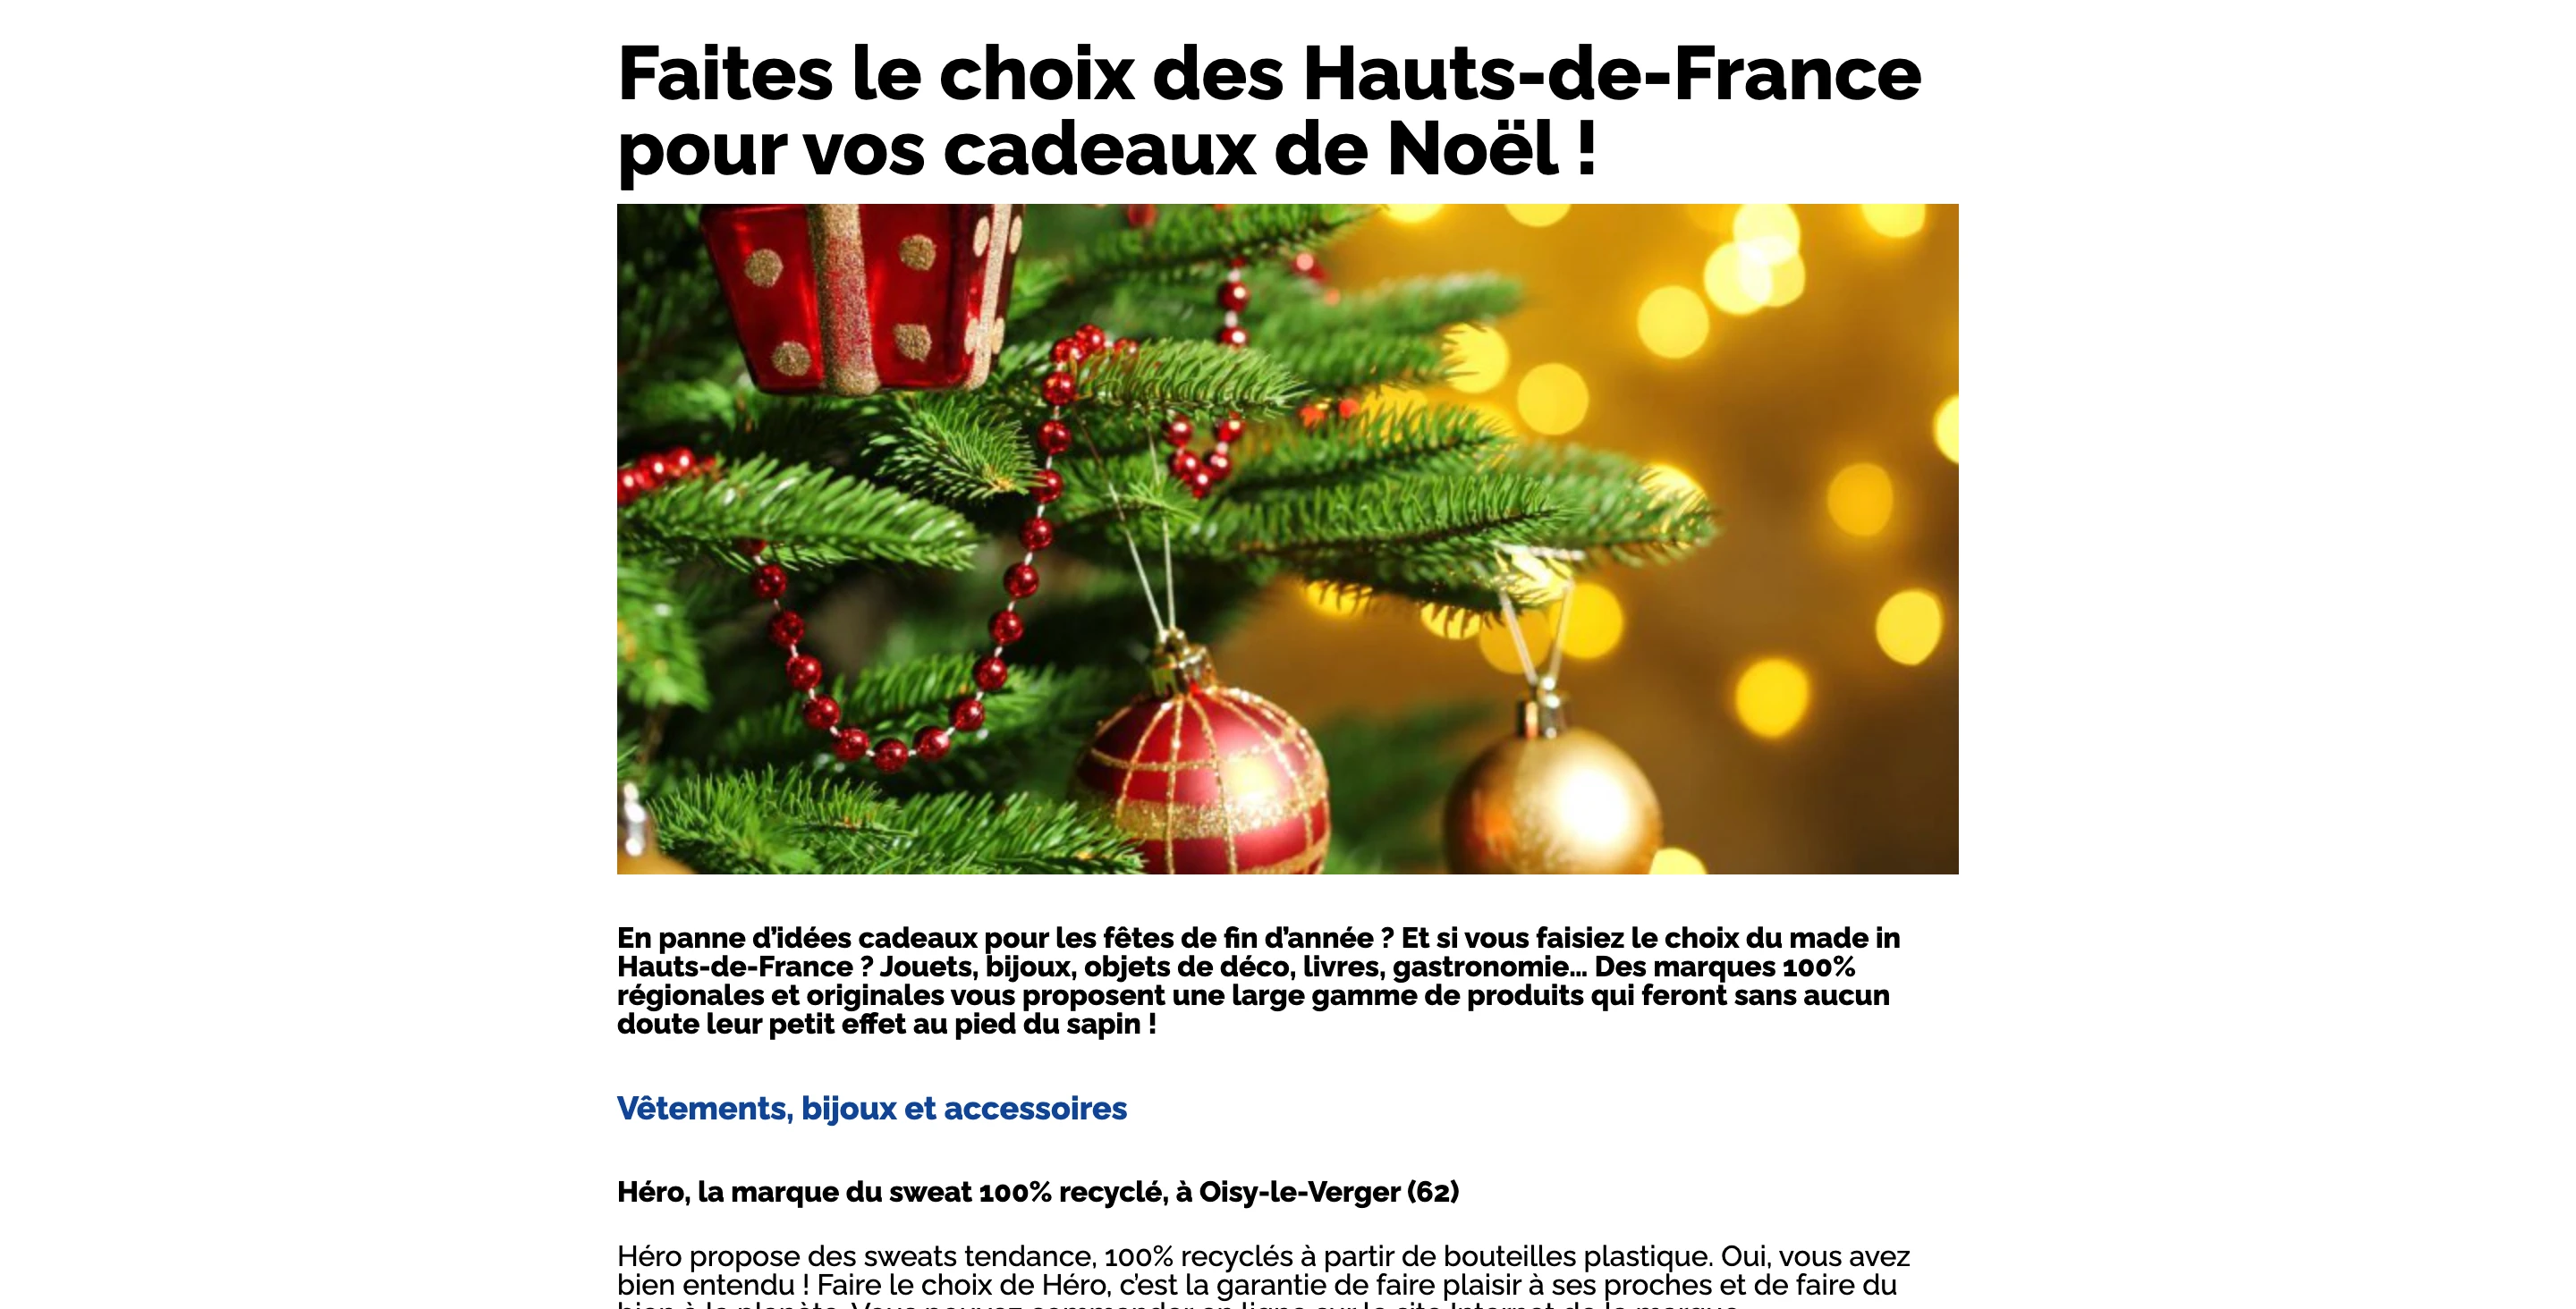 Faites le choix des Hauts-de-France
pour vos cadeaux de Noël !
En panne d’idées cadeaux pour les fêtes de fin d’année ? Et si vous faisiez le choix du made in
Hauts-de-France ? Jouets, bijoux, objets de déco, livres, gastronomie… Des marques 100%
régionales et originales vous proposent une large gamme de produits qui feront sans aucun
doute leur petit effet au pied du sapin !
Vêtements, bijoux et accessoires
Héro, la marque du sweat 100% recyclé, à Oisy-le-Verger (62)
Héro propose des sweats tendance, 100% recyclés à partir de bouteilles plastique. Oui, vous avez
bien entendu ! Faire le choix de Héro, c’est la garantie de faire plaisir à ses proches et de faire du